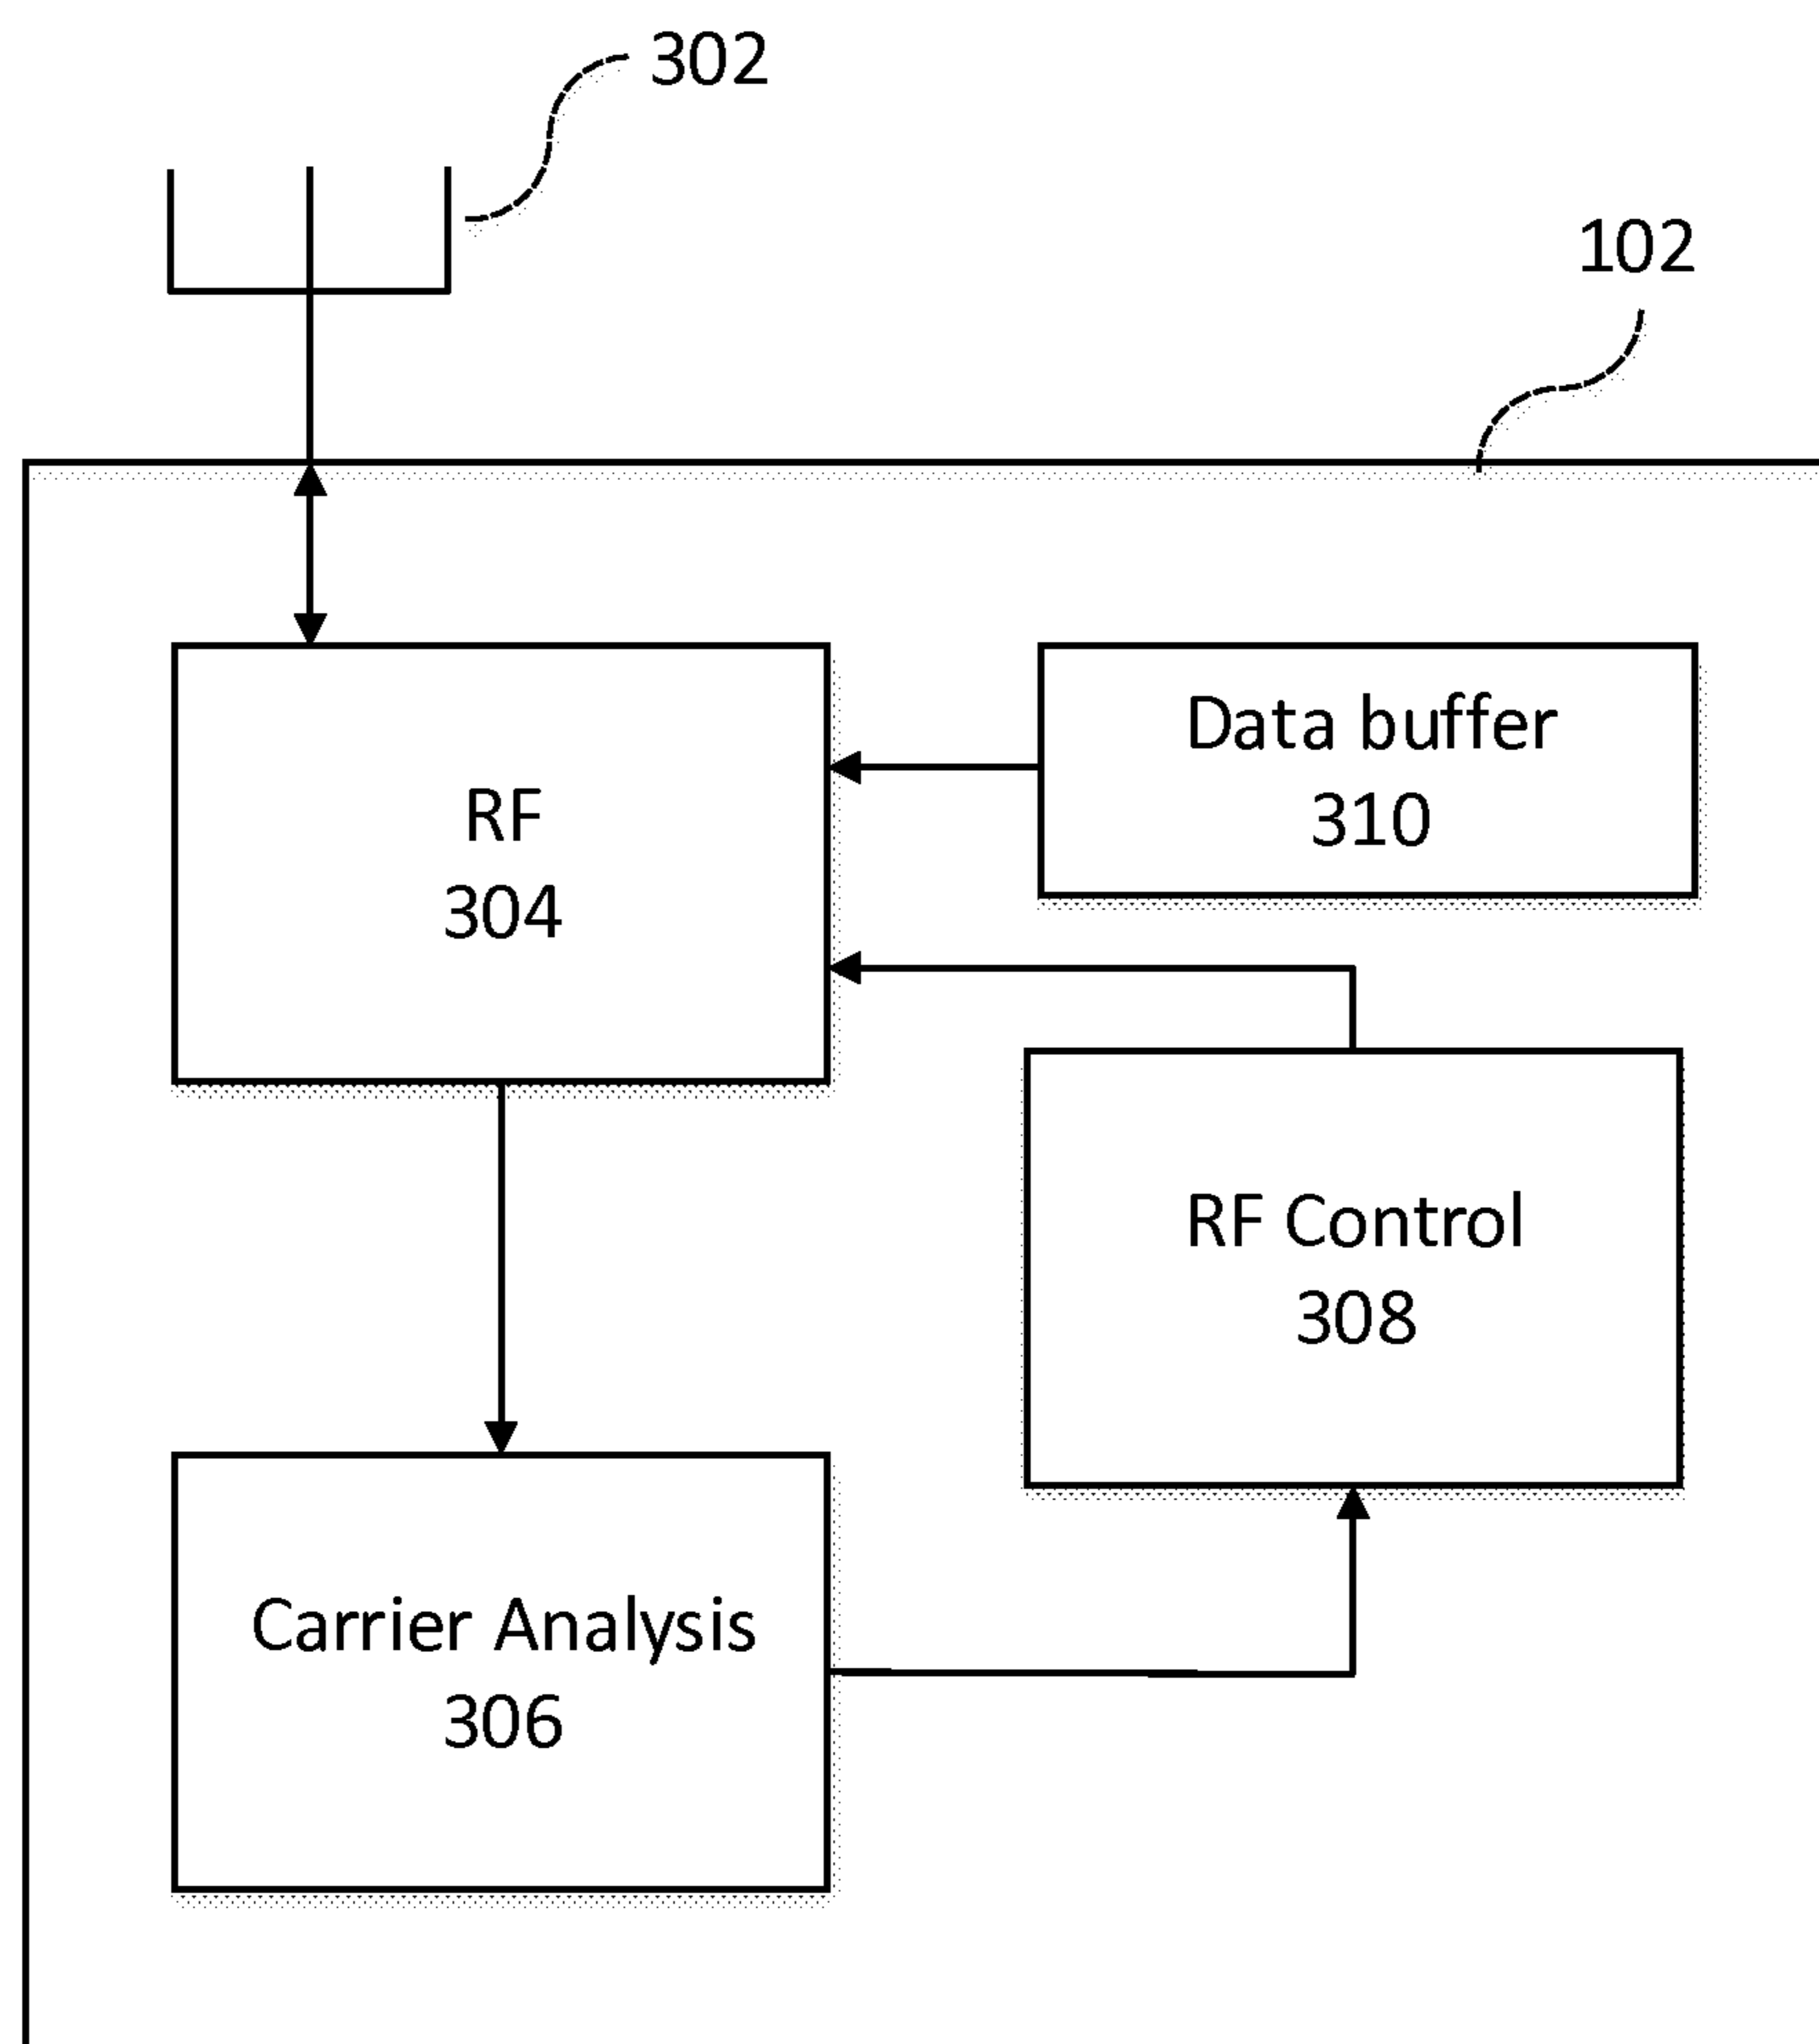 302
102
RF
304
Data buffer
310
RF Control
308
Carrier Analysis
306